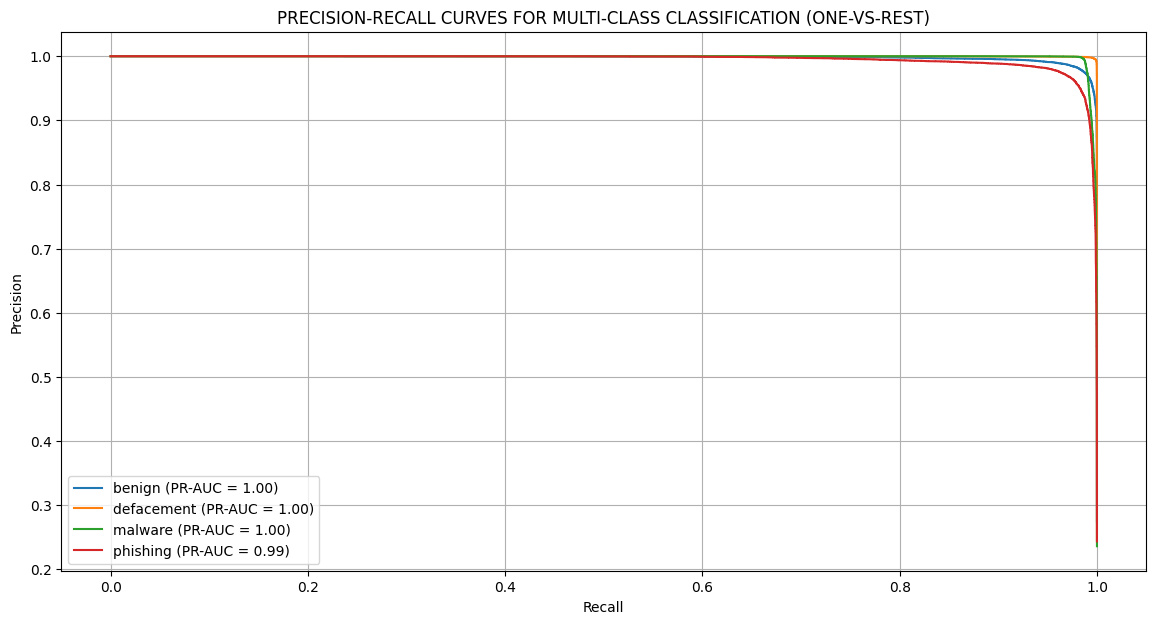 PRECISION-RECALL CURVES FOR MULTI-CLASS CLASSIFICATION (ONE-VS-REST)
1.0
0.9
0.8
0.7
0.6
0.5
0.4
0.3
0.2
Precision
benign (PR-AUC = 1.00)
defacement (PR-AUC = 1.00)
malware (PR-AUC = 1.00)
phishing (PR-AUC = 0.99)
0.0 0.2 0.4 0.6 0.8 1.0
Recall